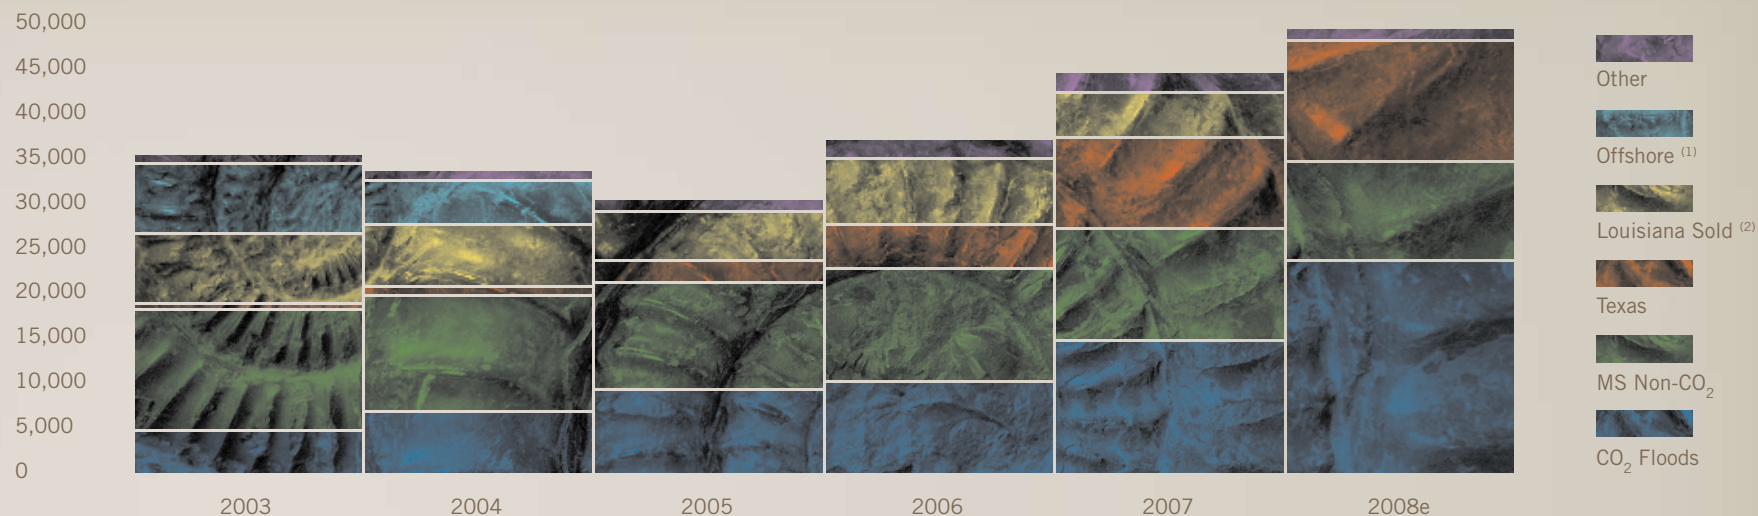 50,000
45,000
40,000
35,000
30,000
25,000
20,000
15,000
10,000
5,000
0
2003
2004
2005
2006
2007
2008e
Other
Offshore (1)
Louisiana Sold (2)
Texas
MS Non-CO2
CO2 Floods